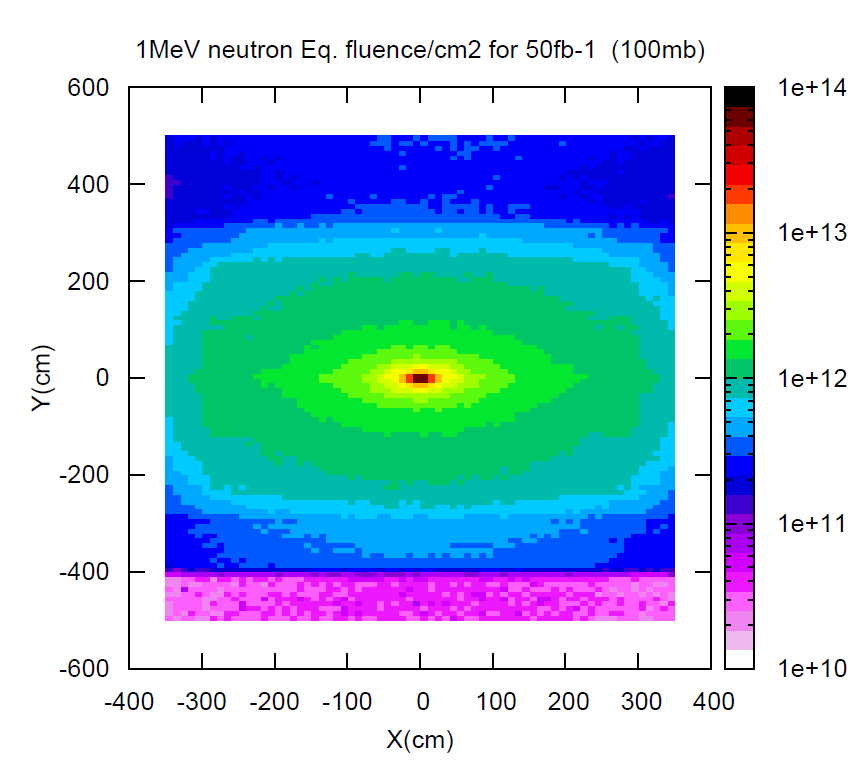 1MeV neutron Eq. fluence/cm2 for 50fb-1 (100mb)
600
400
200
0
-200
-400
-600
Y(cm)
-400 -300 -200 -100 0 100 200 300 400
X(cm)
1e+14
1e+13
1e+12
1e+11
1e+10